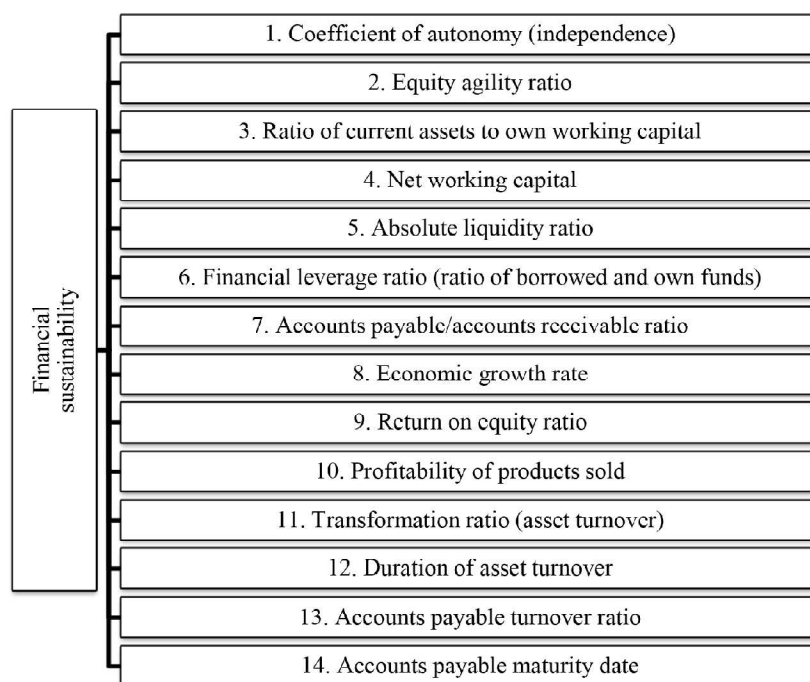 1. Coefficient of autonomy (independence)
2. Equity agility ratio
3. Ratio of current assets to own working capital
4. Net working capital
5. Absolute liquidity ratio
6. Financial leverage ratio (ratio of borrowed and own funds)
7. Accounts payable/accounts receivable ratio
8. Economic growth rate
9. Return on equity ratio
10. Profitability of products sold
11. Transformation ratio (asset turnover)
12. Duration of asset turnover
13. Accounts payable turnover ratio
14. Accounts payable maturity date
Financial
sustainability